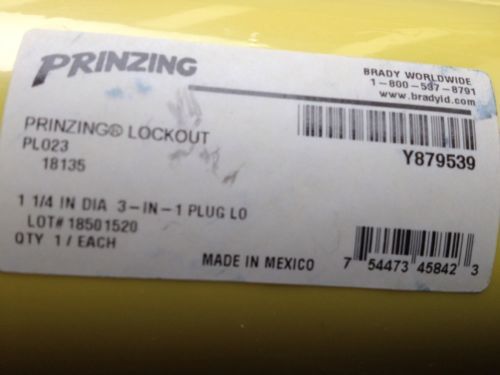 PRINZING
BRADY WORLDWIDE
1-800-537-8791
www.bradyid.com
PRINZING® LOCKOUT
PL023
18135
Y879539
1 1/4 IN DIA 3-IN-1 PLUG LO
LOT# 18501520
QTY 1 / EACH
MADE IN MEXICO
7 54473 45842 3